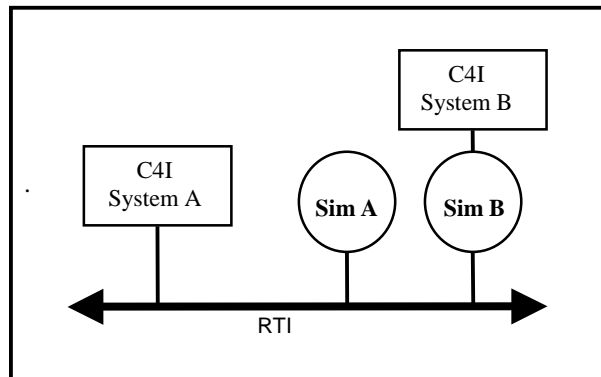 C4I
System B
C4I
System A
.
Sim A
Sim B
RTI